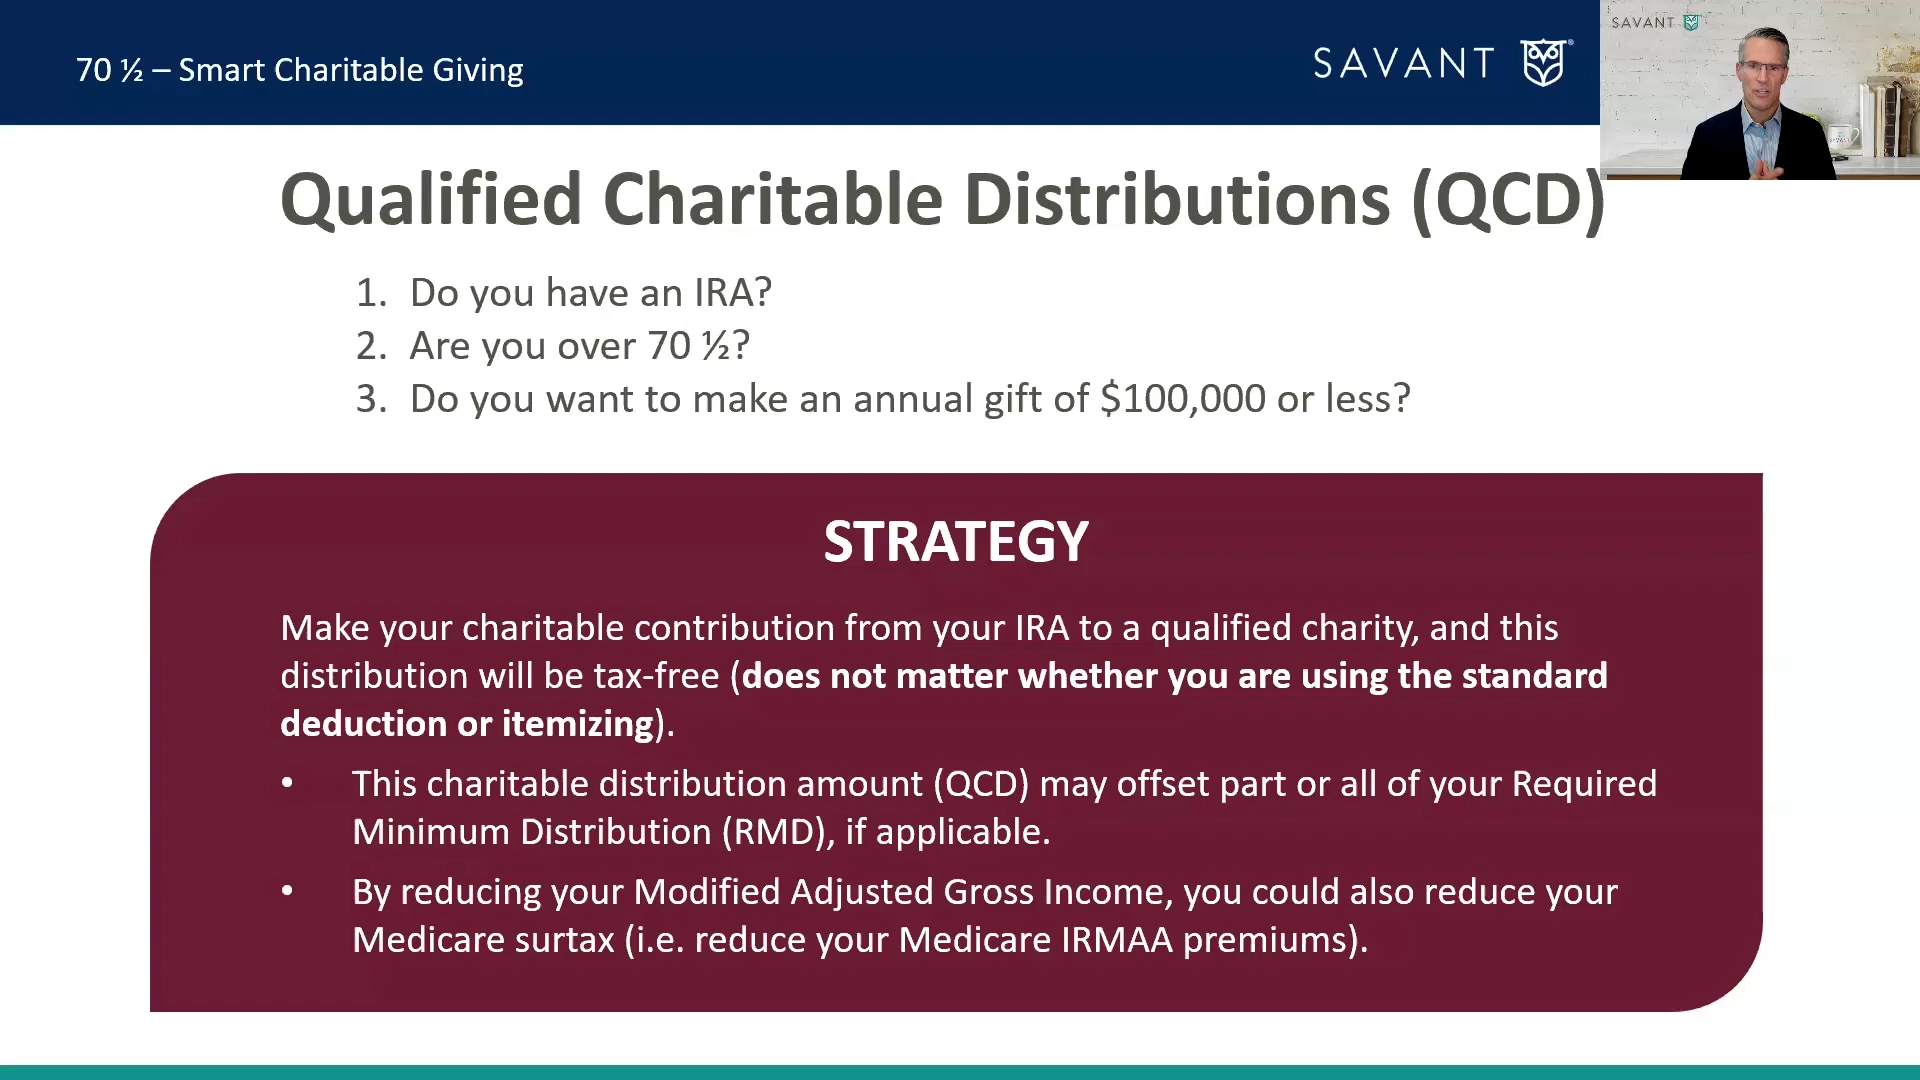 70 ½ – Smart Charitable Giving
SAVANT
SAVANT
Qualified Charitable Distributions (QCD)
1. Do you have an IRA?
2. Are you over 70 ½?
3. Do you want to make an annual gift of $100,000 or less?
STRATEGY
Make your charitable contribution from your IRA to a qualified charity, and this
distribution will be tax-free (does not matter whether you are using the standard
deduction or itemizing).
• This charitable distribution amount (QCD) may offset part or all of your Required
Minimum Distribution (RMD), if applicable.
• By reducing your Modified Adjusted Gross Income, you could also reduce your
Medicare surtax (i.e. reduce your Medicare IRMAA premiums).